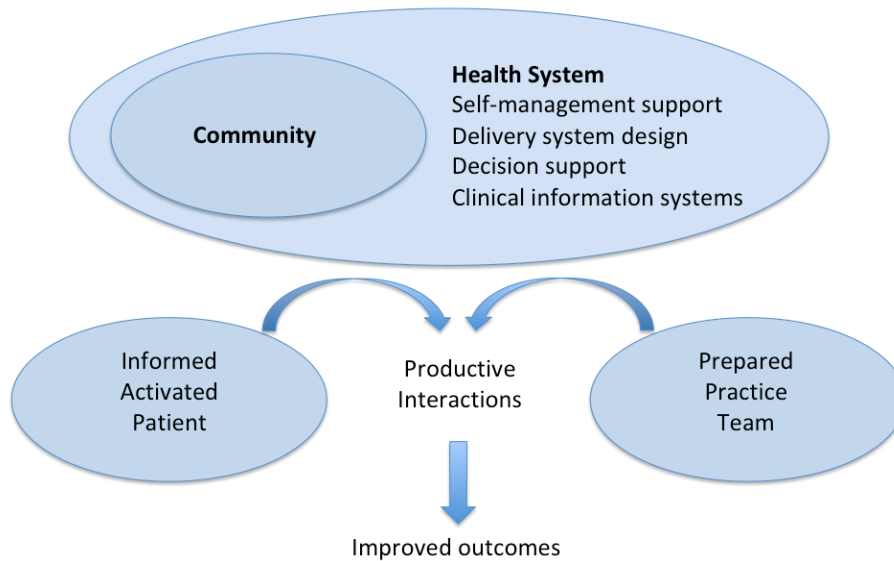 Community
Health System
Self-management support
Delivery system design
Decision support
Clinical information systems
Informed
Activated
Patient
Productive
Interactions
Prepared
Practice
Team
Improved outcomes